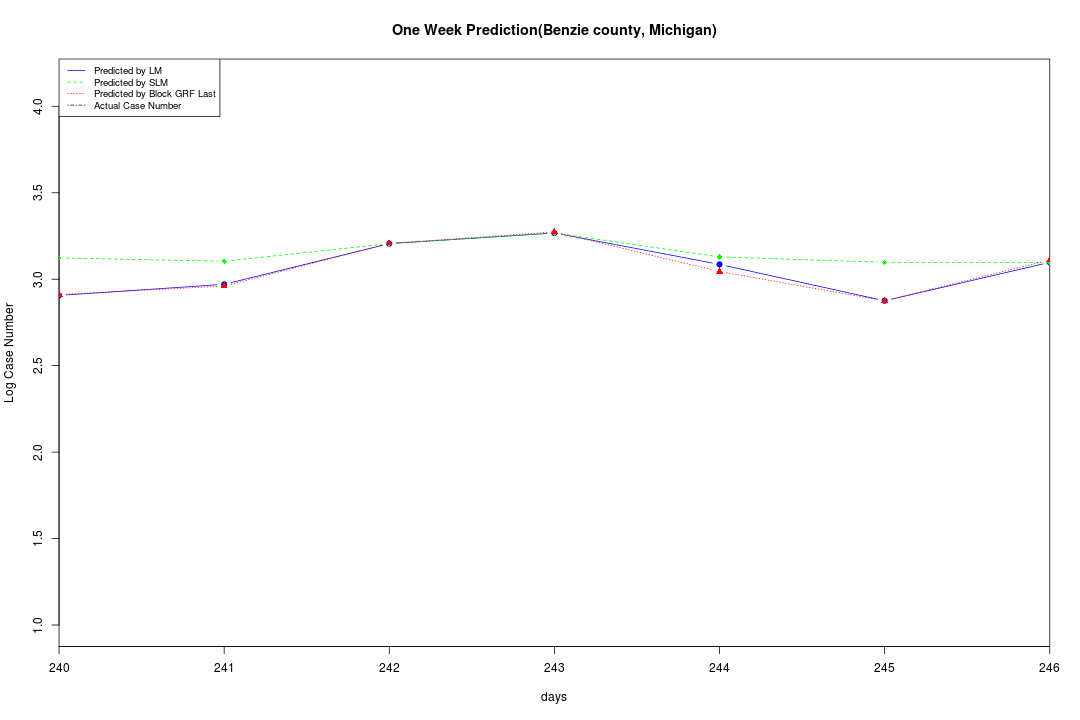 One Week Prediction(Benzie county, Michigan)
Predicted by LM
Predicted by SLM
Predicted by Block GRF Last
Actual Case Number
4.0
3.5
3.0
2.5
2.0
1.5
1.0
Log Case Number
240 241 242 243 244 245 246
days